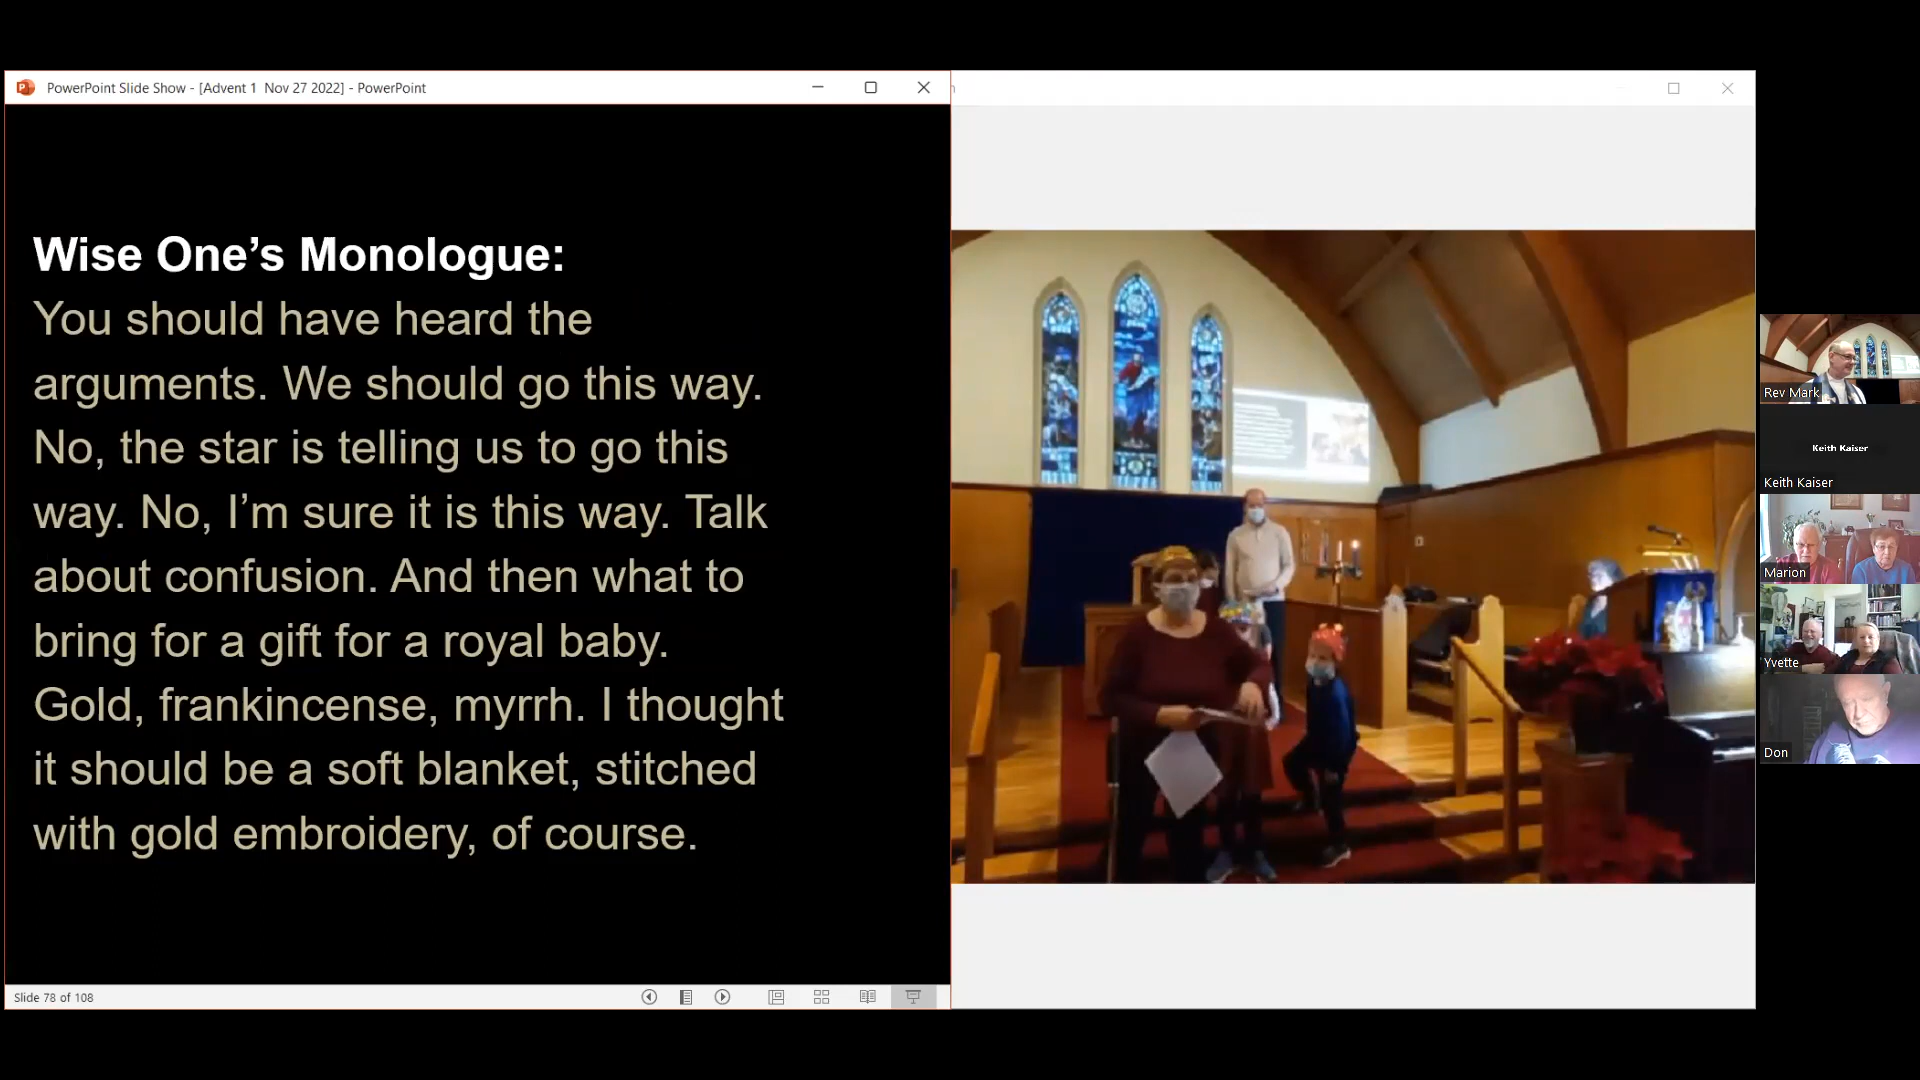 PowerPoint Slide Show - [Advent 1  Nov 27 2022] - PowerPoint
Wise One’s Monologue:
You should have heard the
arguments. We should go this way.
No, the star is telling us to go this
way. No, I’m sure it is this way. Talk
about confusion. And then what to
bring for a gift for a royal baby.
Gold, frankincense, myrrh. I thought
it should be a soft blanket, stitched
with gold embroidery, of course.
Slide 78 of 108
Rev Mark
Keith Kaiser
Keith Kaiser
Marion
Yvette
Don